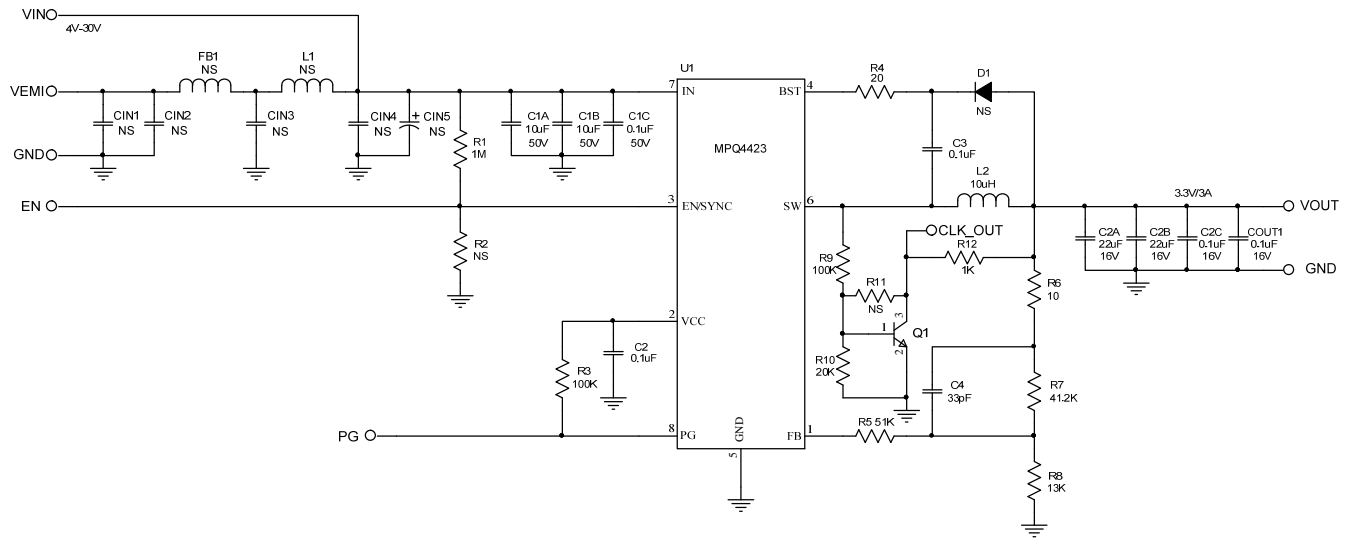 VIN
4V-30V
FB1
NS
L1
NS
VEMI
CIN1
NS
CIN2
NS
CIN3
NS
CIN4
NS
+
CIN5
NS
GND
R1
1M
C1A
10uF
50V
C1B
10uF
50V
C1C
0.1uF
50V
EN
R2
NS
R3
100K
C2
0.1uF
PG
U1
7
IN
BST
4
MPQ4423
3
EN/SYNC
SW
6
2
VCC
8
PG
GND
5
FB
1
R4
20
D1
NS
C3
0.1uF
L2
10uH
3.3V/3A
VOUT
C2A
22uF
16V
C2B
22uF
16V
C2C
0.1uF
16V
COUT1
0.1uF
16V
GND
CLK_OUT
R9
100K
R12
1K
R11
NS
R6
10
3
1
2
Q1
R10
20K
C4
33pF
R7
41.2K
R5 51K
R8
13K